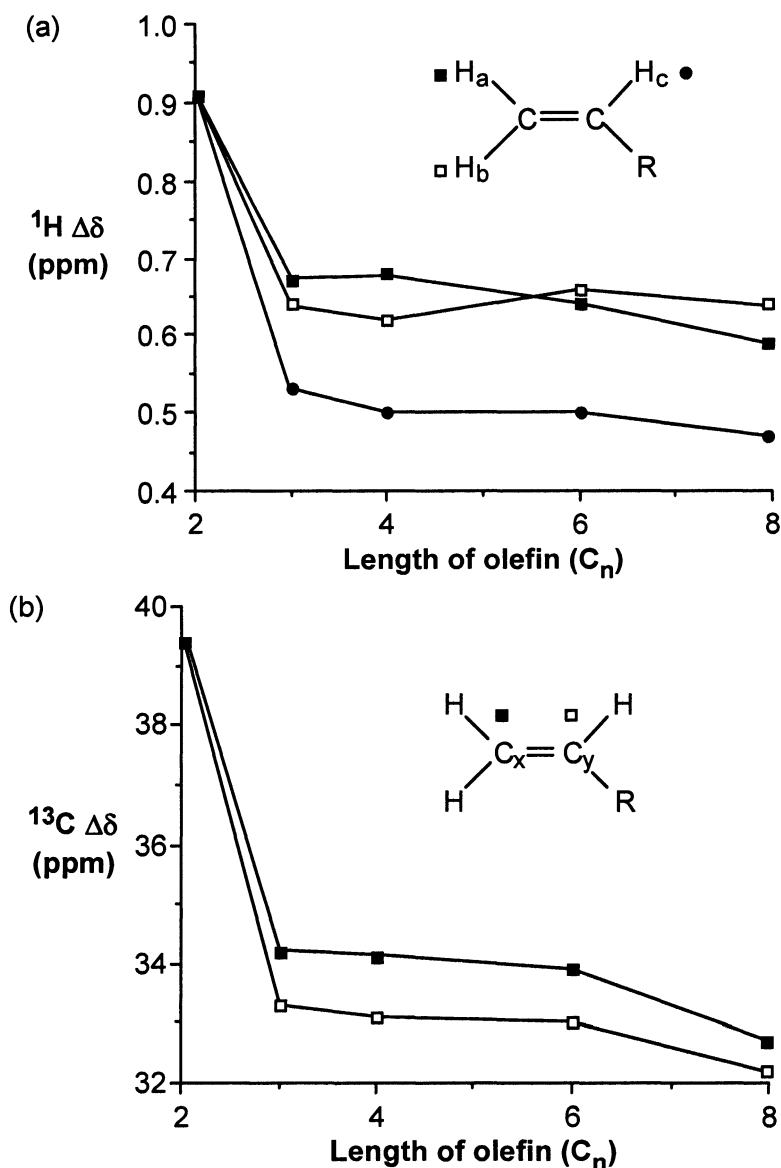 (a)
1.0
0.9
0.8
0.7
0.6
0.5
0.4
¹H Δδ
(ppm)
■ Hₐ Hc ●
C=C
□ Hb R
2 4 6 8
Length of olefin (Cₙ)
(b)
40
38
36
34
32
¹³C Δδ
(ppm)
H ■ □ H
Cₓ=Cy
H R
2 4 6 8
Length of olefin (Cₙ)